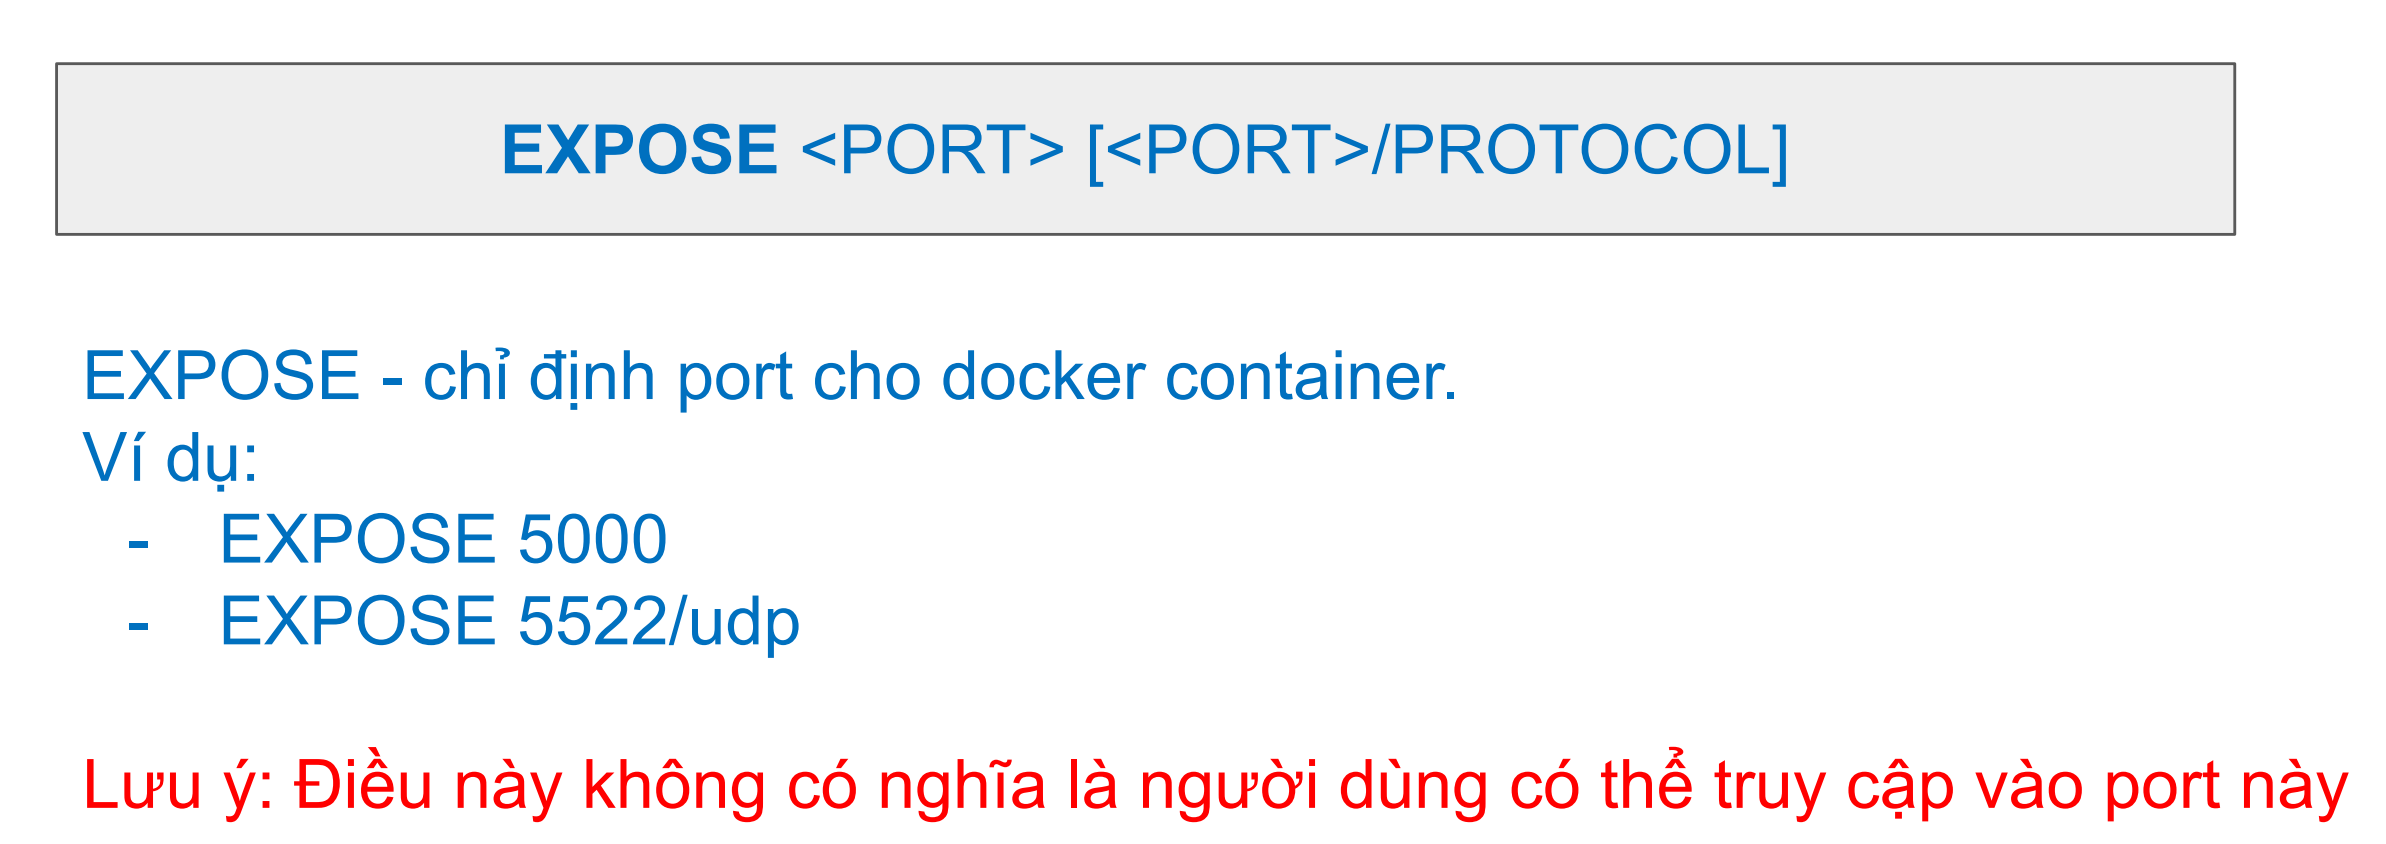 EXPOSE <PORT> [<PORT>/PROTOCOL]
EXPOSE - chỉ định port cho docker container.
Ví dụ:
- EXPOSE 5000
- EXPOSE 5522/udp
Lưu ý: Điều này không có nghĩa là người dùng có thể truy cập vào port này